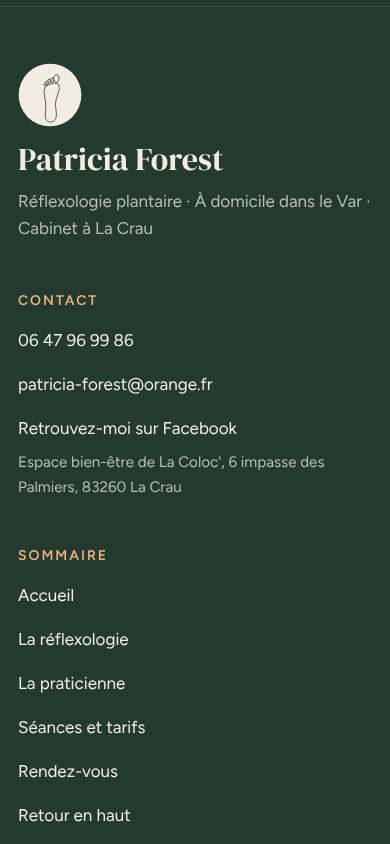 Patricia Forest
Réflexologie plantaire · À domicile dans le Var ·
Cabinet à La Crau
CONTACT
06 47 96 99 86
patricia-forest@orange.fr
Retrouvez-moi sur Facebook
Espace bien-être de La Coloc', 6 impasse des
Palmiers, 83260 La Crau
SOMMAIRE
Accueil
La réflexologie
La praticienne
Séances et tarifs
Rendez-vous
Retour en haut